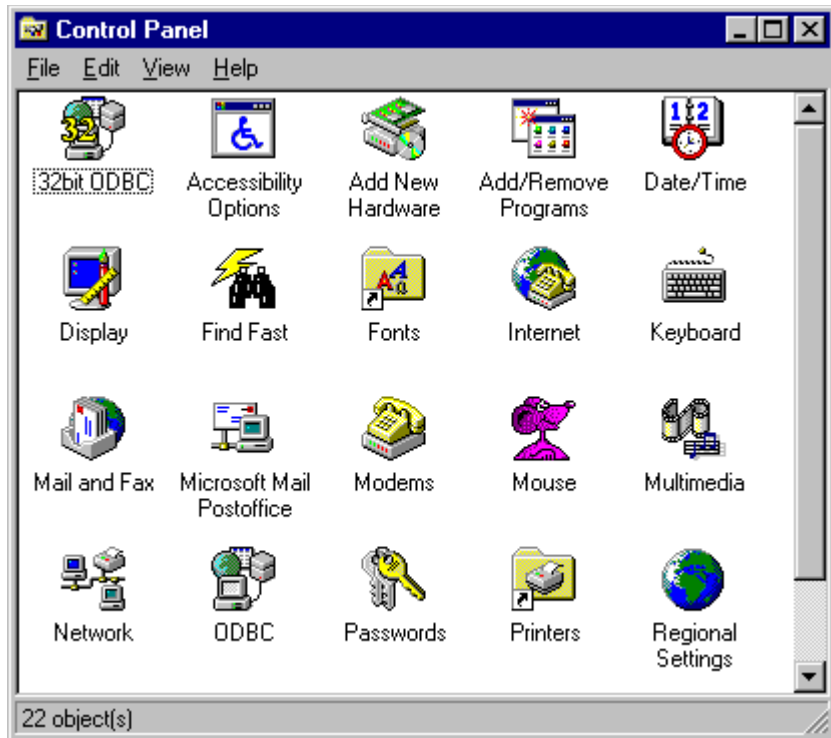 Control Panel
File Edit View Help
32bit ODBC
Accessibility
Options
Add New
Hardware
Add/Remove
Programs
Date/Time
Display
Find Fast
Fonts
Internet
Keyboard
Mail and Fax
Microsoft Mail
Postoffice
Modems
Mouse
Multimedia
Network
ODBC
Passwords
Printers
Regional
Settings
22 object(s)